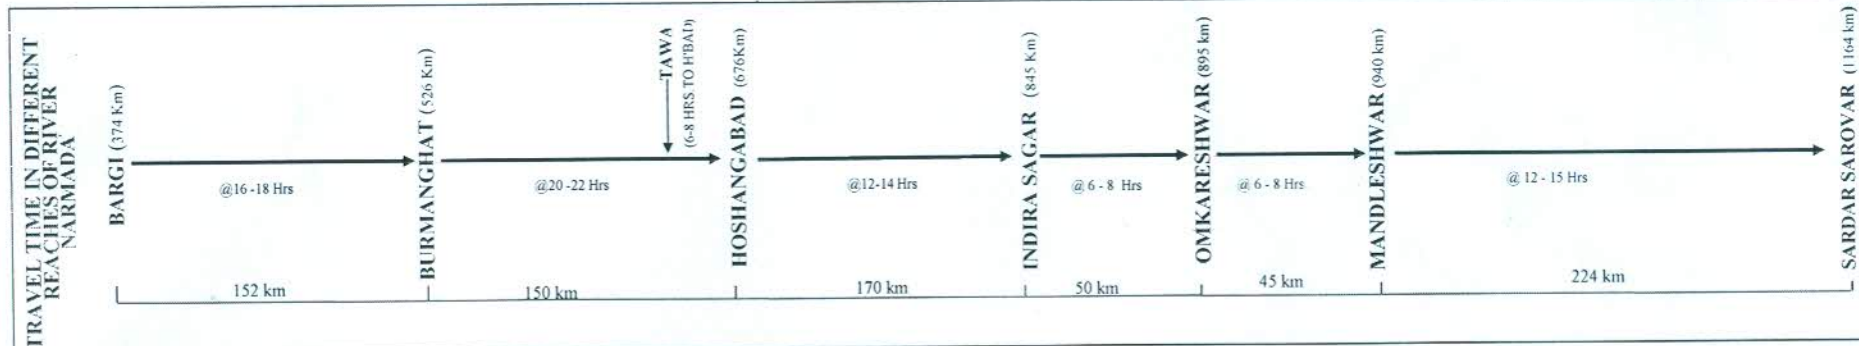 TRAVEL TIME IN DIFFERENT
REACHES OF RIVER
NARMADA
BARGI (374 Km)
@16 -18 Hrs
BURMANGHAT (526 Km)
@20 -22 Hrs
TAWA
(6-8 HRS TO H'BAD)
HOSHANGABAD (676Km)
@12-14 Hrs
INDIRA SAGAR (845 Km)
@ 6 - 8 Hrs
OMKARESHWAR (895 km)
@ 6 - 8 Hrs
MANDLESHWAR (940 km)
@ 12 - 15 Hrs
SARDAR SAROVAR (1164 km)
152 km
150 km
170 km
50 km
45 km
224 km